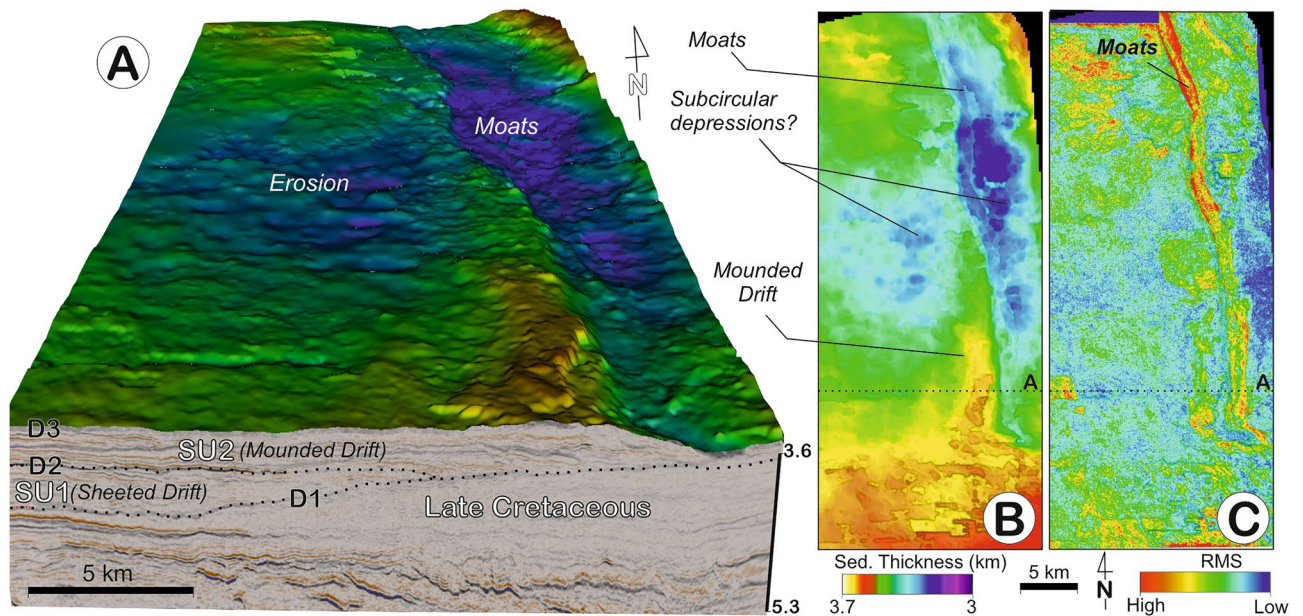 A
N
Moats
Erosion
D3
SU2 (Mounded Drift)
D2
SU1 (Sheeted Drift)
D1
Late Cretaceous
3.6
5.3
5 km
Moats
Subcircular
depressions?
Mounded
Drift
A
B
Sed. Thickness (km)
3.7
3
5 km
N
Moats
A
C
RMS
High
Low